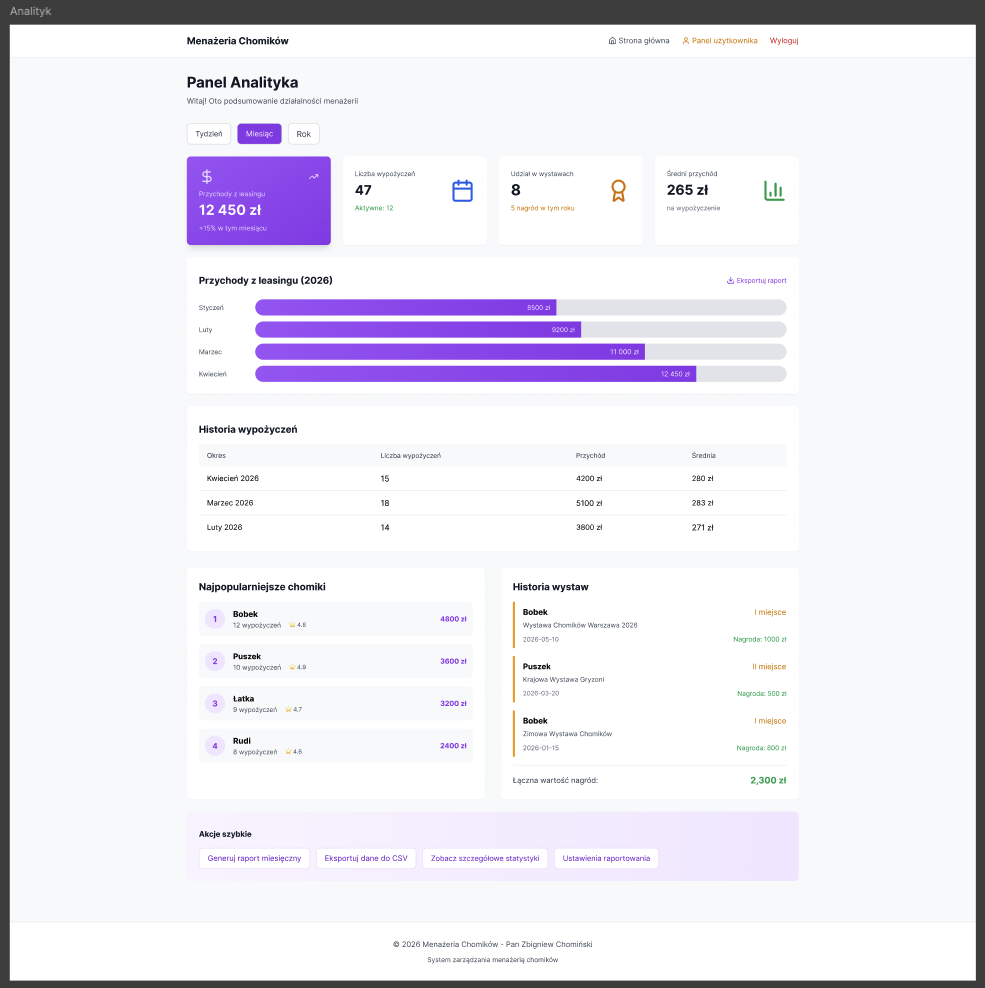 Analityk
Menażeria Chomików
Strona główna
Panel użytkownika
Wyloguj
Panel Analityka
Witaj! Oto podsumowanie działalności menażerii
Tydzień
Miesiąc
Rok
Przychody z leasingu
12 450 zł
+15% w tym miesiącu
Liczba wypożyczeń
47
Aktywne: 12
Udział w wystawach
8
5 nagród w tym roku
Średni przychód
265 zł
na wypożyczenie
Przychody z leasingu (2026)
Eksportuj raport
Styczeń 8500 zł
Luty 9200 zł
Marzec 11 000 zł
Kwiecień 12 450 zł
Historia wypożyczeń
Okres Liczba wypożyczeń Przychód Średnia
Kwiecień 2026 15 4200 zł 280 zł
Marzec 2026 18 5100 zł 283 zł
Luty 2026 14 3800 zł 271 zł
Najpopularniejsze chomiki
1
Bobek
12 wypożyczeń 4.8
4800 zł
2
Puszek
10 wypożyczeń 4.9
3600 zł
3
Łatka
9 wypożyczeń 4.7
3200 zł
4
Rudi
8 wypożyczeń 4.6
2400 zł
Historia wystaw
Bobek I miejsce
Wystawa Chomików Warszawa 2026
2026-05-10 Nagroda: 1000 zł
Puszek II miejsce
Krajowa Wystawa Gryzoni
2026-03-20 Nagroda: 500 zł
Bobek I miejsce
Zimowa Wystawa Chomików
2026-01-15 Nagroda: 800 zł
Łączna wartość nagród: 2,300 zł
Akcje szybkie
Generuj raport miesięczny
Eksportuj dane do CSV
Zobacz szczegółowe statystyki
Ustawienia raportowania
© 2026 Menażeria Chomików - Pan Zbigniew Chomiński
System zarządzania menażerią chomików